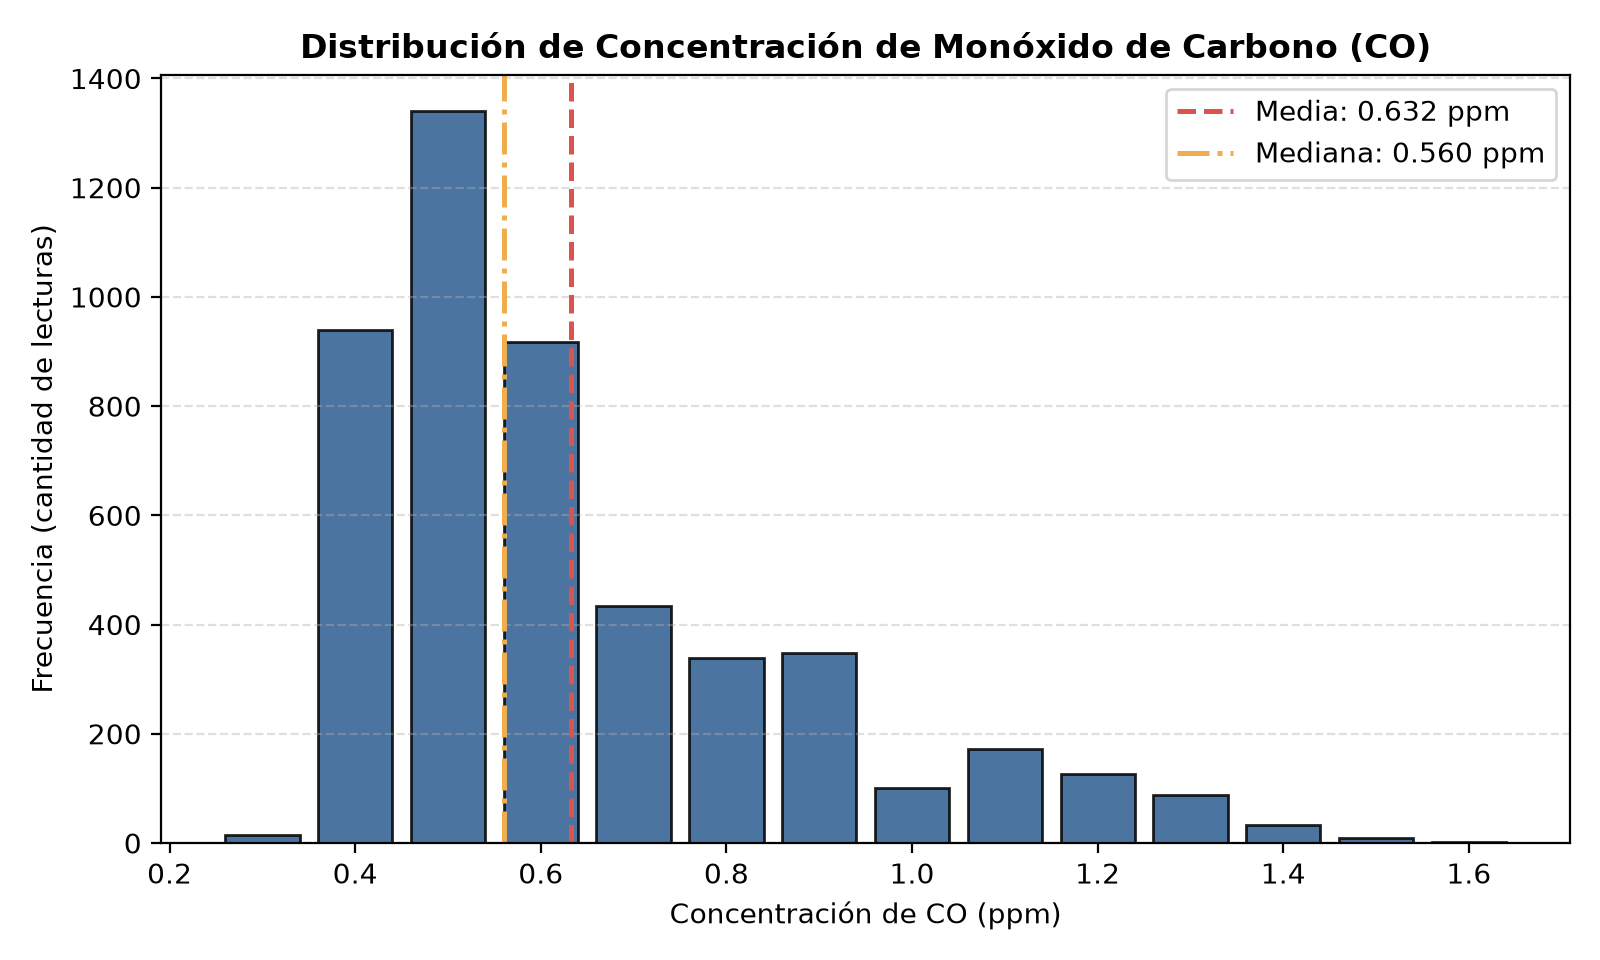 Distribución de Concentración de Monóxido de Carbono (CO)
Media: 0.632 ppm
Mediana: 0.560 ppm
Frecuencia (cantidad de lecturas)
1400
1200
1000
800
600
400
200
0
0.2 0.4 0.6 0.8 1.0 1.2 1.4 1.6
Concentración de CO (ppm)